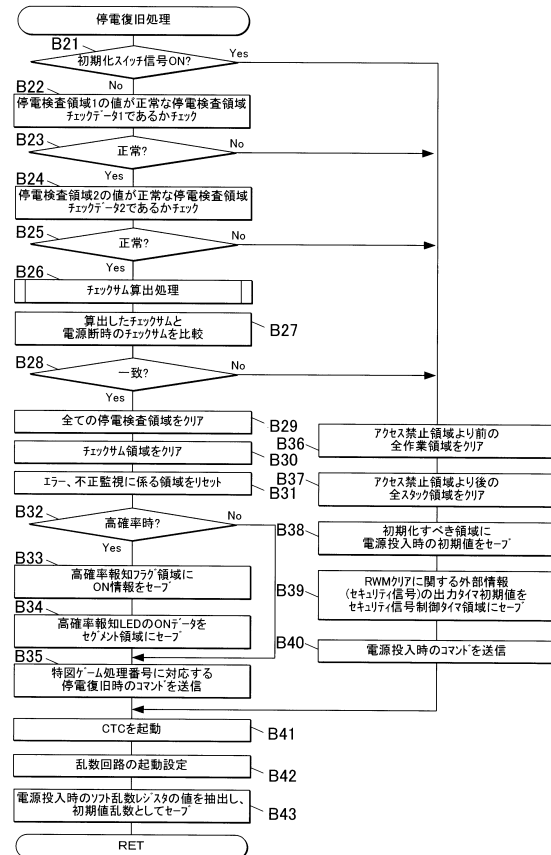 停電復旧処理
B21
初期化スイッチ信号ON?
Yes
No
B22
停電検査領域1の値が正常な停電検査領域
チェックデータ1であるかチェック
B23
正常?
No
Yes
B24
停電検査領域2の値が正常な停電検査領域
チェックデータ2であるかチェック
B25
正常?
No
Yes
B26
チェックサム算出処理
算出したチェックサムと
電源断時のチェックサムを比較
B27
B28
一致?
No
Yes
全ての停電検査領域をクリア
B29
チェックサム領域をクリア
B30
エラー、不正監視に係る領域をリセット
B31
B32
高確率時?
No
Yes
B33
高確率報知フラグ領域に
ON情報をセーブ
B34
高確率報知LEDのONデータを
セグメント領域にセーブ
B35
特図ゲーム処理番号に対応する
停電復旧時のコマンドを送信
B36
アクセス禁止領域より前の
全作業領域をクリア
B37
アクセス禁止領域より後の
全スタック領域をクリア
B38
初期化すべき領域に
電源投入時の初期値をセーブ
B39
RWMクリアに関する外部情報
(セキュリティ信号)の出力タイマ初期値を
セキュリティ信号制御タイマ領域にセーブ
B40
電源投入時のコマンドを送信
CTCを起動
B41
乱数回路の起動設定
B42
電源投入時のソフト乱数レジスタの値を抽出し、
初期値乱数としてセーブ
B43
RET